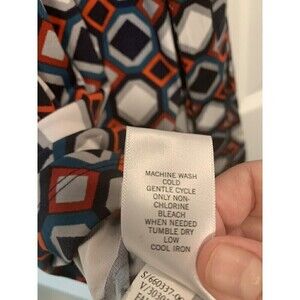 MACHINE WASH
COLD
GENTLE CYCLE
ONLY NON-
CHLORINE
BLEACH
WHEN NEEDED
TUMBLE DRY
LOW
COOL IRON